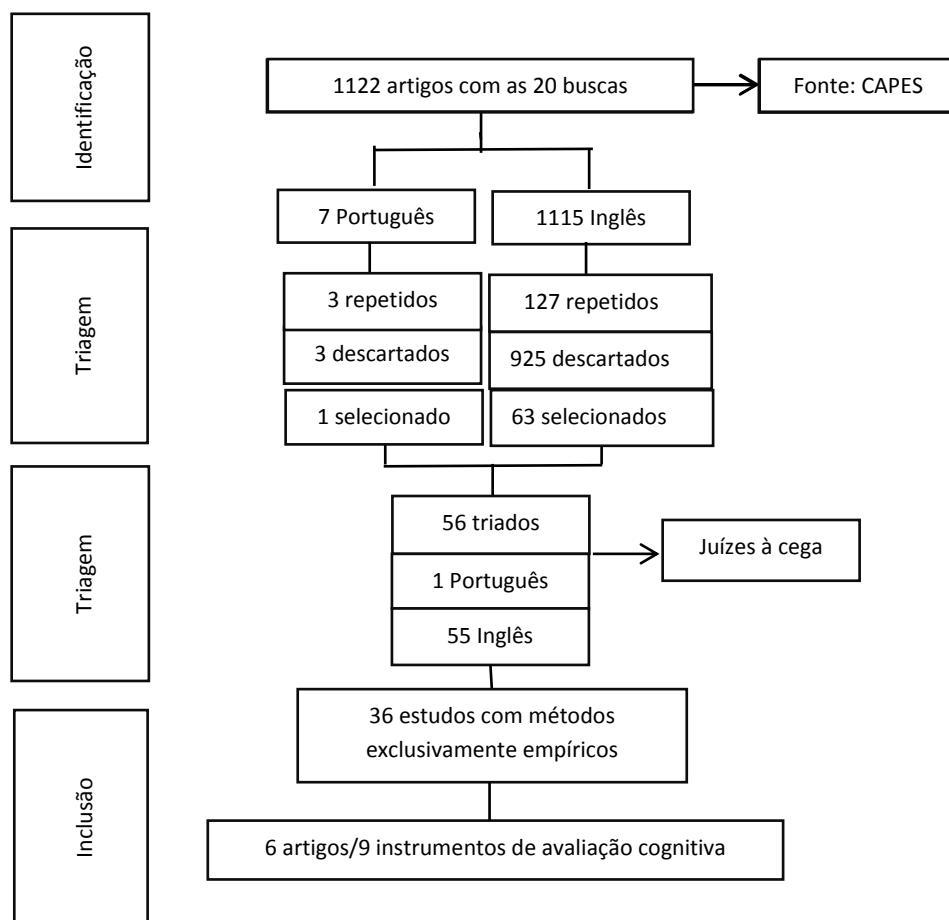 Identificação
1122 artigos com as 20 buscas
Fonte: CAPES
7 Português
1115 Inglês
Triagem
3 repetidos
127 repetidos
3 descartados
925 descartados
1 selecionado
63 selecionados
Triagem
56 triados
Juízes à cega
1 Português
55 Inglês
Inclusão
36 estudos com métodos
exclusivamente empíricos
6 artigos/9 instrumentos de avaliação cognitiva